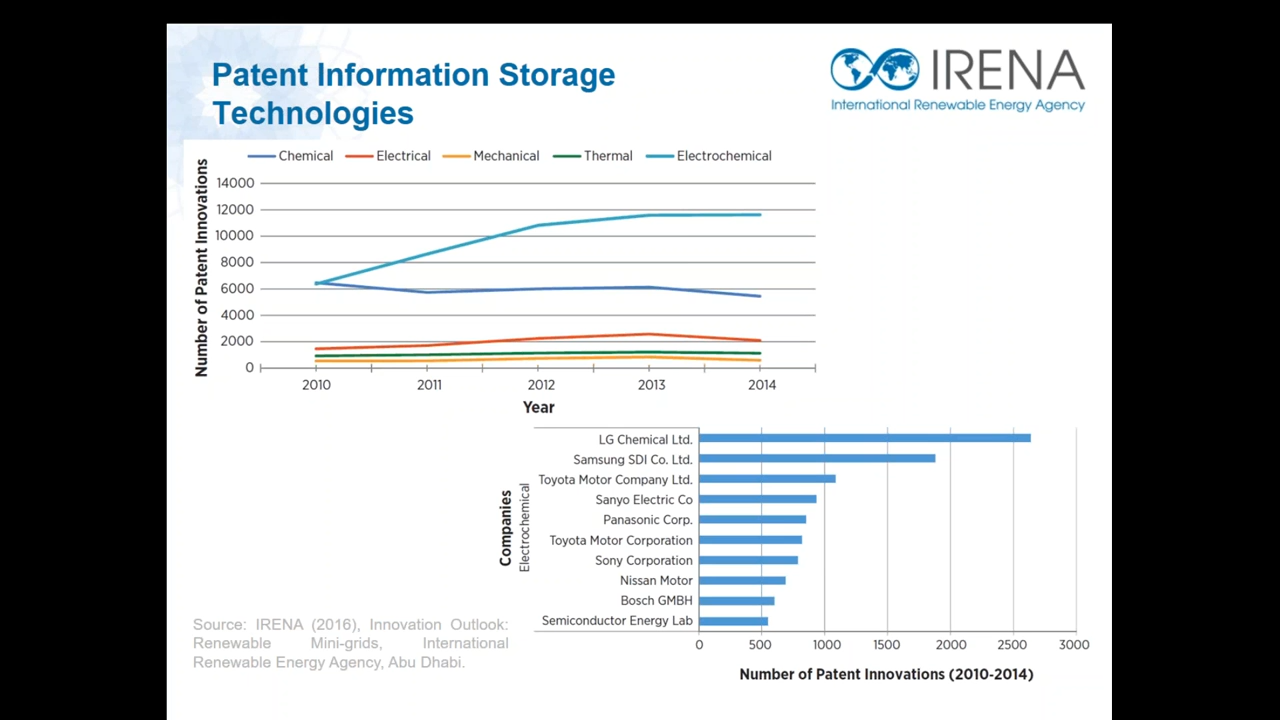 Patent Information Storage
Technologies
IRENA
International Renewable Energy Agency
Chemical Electrical Mechanical Thermal Electrochemical
Number of Patent Innovations
14000
12000
10000
8000
6000
4000
2000
0
2010 2011 2012 2013 2014
Year
Companies
Electrochemical
LG Chemical Ltd.
Samsung SDI Co. Ltd.
Toyota Motor Company Ltd.
Sanyo Electric Co
Panasonic Corp.
Toyota Motor Corporation
Sony Corporation
Nissan Motor
Bosch GMBH
Semiconductor Energy Lab
0 500 1000 1500 2000 2500 3000
Number of Patent Innovations (2010-2014)
Source: IRENA (2016), Innovation Outlook:
Renewable Mini-grids, International
Renewable Energy Agency, Abu Dhabi.